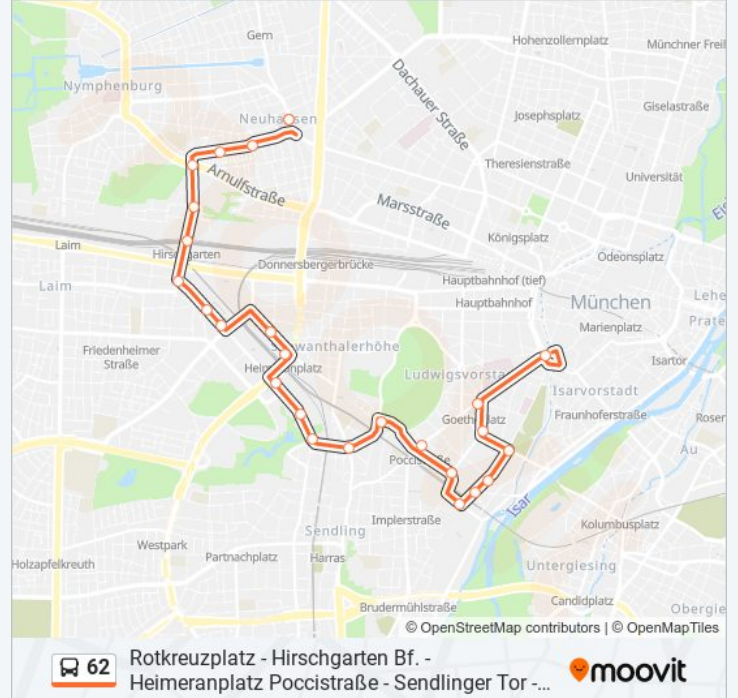 Gern
Hohenzollernplatz
Münchner Freil
Nymphenburg
Dachauer Straße
Giselastraße
Neuhausen
Josephsplatz
Theresienstraße
Universität
Arnulfstraße
Marsstraße
Königsplatz
Laim
Hirschgarten
Donnersbergerbrücke
Odeonsplatz
Laim
Hauptbahnhof (tief)
Hauptbahnhof
München
Lehe
Marienplatz
Prate
Friedenheimer
Straße
Schwanthalerhöhe
Heimeranplatz
Ludwigsvorsta
Isartor
Isarvorstadt
Goetheplatz
Fraunhoferstraße
Roser
Au
Poccistraße
Isar
Implerstraße
Kolumbusplatz
Sendling
Westpark
Partnachplatz
Harras
Holzapfelkreuth
Untergiesing
Candidplatz
Brudermühlstraße
Obergie
© OpenStreetMap contributors | © OpenMapTiles
62
Rotkreuzplatz - Hirschgarten Bf. -
Heimeranplatz Poccistraße - Sendlinger Tor -...
moovit